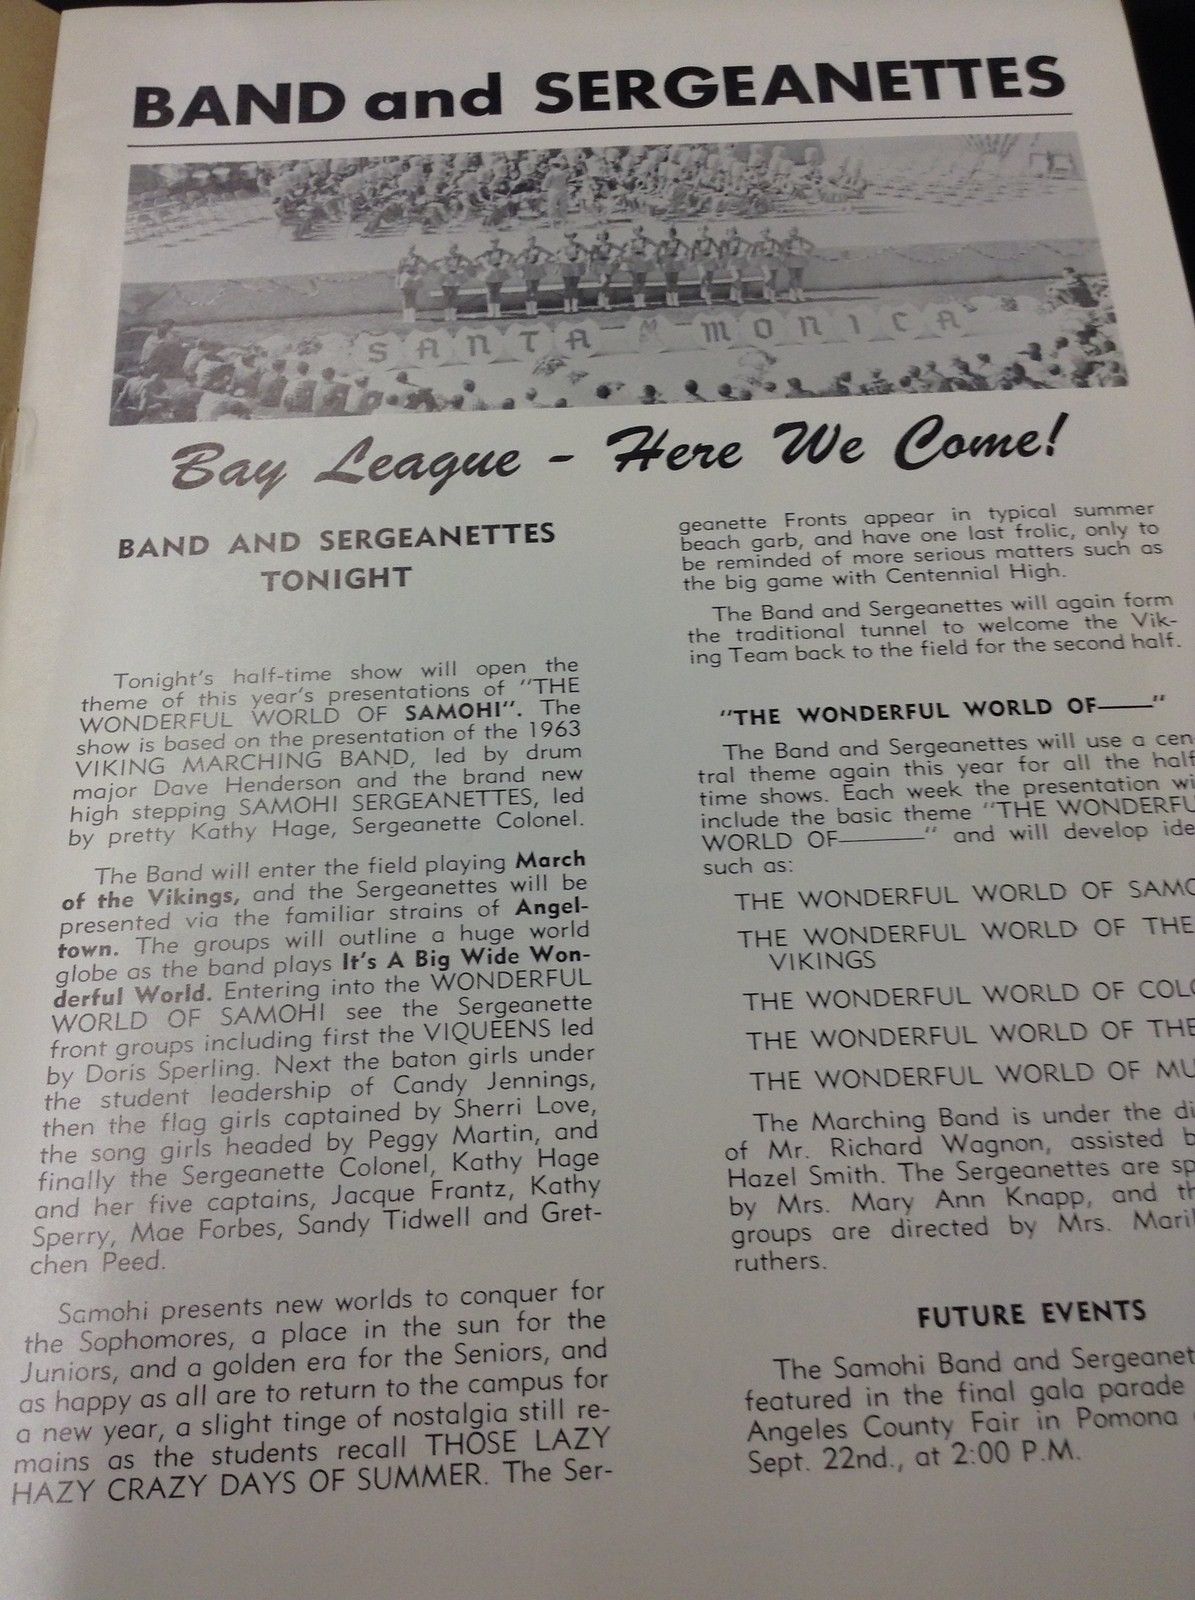 BAND and SERGEANETTES
SANTA MONICA
Bay League - Here We Come!
BAND AND SERGEANETTES
TONIGHT
Tonight's half-time show will open the
theme of this year's presentations of "THE
WONDERFUL WORLD OF SAMOHI". The
show is based on the presentation of the 1963
VIKING MARCHING BAND, led by drum
major Dave Henderson and the brand new
high stepping SAMOHI SERGEANETTES, led
by pretty Kathy Hage, Sergeanette Colonel.
The Band will enter the field playing March
of the Vikings, and the Sergeanettes will be
presented via the familiar strains of Angel-
town. The groups will outline a huge world
globe as the band plays It's A Big Wide Won-
derful World. Entering into the WONDERFUL
WORLD OF SAMOHI see the Sergeanette
front groups including first the VIQUEENS led
by Doris Sperling. Next the baton girls under
the student leadership of Candy Jennings,
then the flag girls captained by Sherri Love,
the song girls headed by Peggy Martin, and
finally the Sergeanette Colonel, Kathy Hage
and her five captains, Jacque Frantz, Kathy
Sperry, Mae Forbes, Sandy Tidwell and Gret-
chen Peed.
Samohi presents new worlds to conquer for
the Sophomores, a place in the sun for the
Juniors, and a golden era for the Seniors, and
as happy as all are to return to the campus for
a new year, a slight tinge of nostalgia still re-
mains as the students recall THOSE LAZY
HAZY CRAZY DAYS OF SUMMER. The Ser-
geanette Fronts appear in typical summer
beach garb, and have one last frolic, only to
be reminded of more serious matters such as
the big game with Centennial High.
The Band and Sergeanettes will again form
the traditional tunnel to welcome the Vik-
ing Team back to the field for the second half.
"THE WONDERFUL WORLD OF——"
The Band and Sergeanettes will use a cen-
tral theme again this year for all the half
time shows. Each week the presentation wi
include the basic theme "THE WONDERFU
WORLD OF———" and will develop ide
such as:
THE WONDERFUL WORLD OF SAMO
THE WONDERFUL WORLD OF THE
VIKINGS
THE WONDERFUL WORLD OF COLO
THE WONDERFUL WORLD OF THE
THE WONDERFUL WORLD OF MU
The Marching Band is under the di
of Mr. Richard Wagnon, assisted b
Hazel Smith. The Sergeanettes are sp
by Mrs. Mary Ann Knapp, and th
groups are directed by Mrs. Maril
ruthers.
FUTURE EVENTS
The Samohi Band and Sergeanet
featured in the final gala parade
Angeles County Fair in Pomona
Sept. 22nd., at 2:00 P.M.